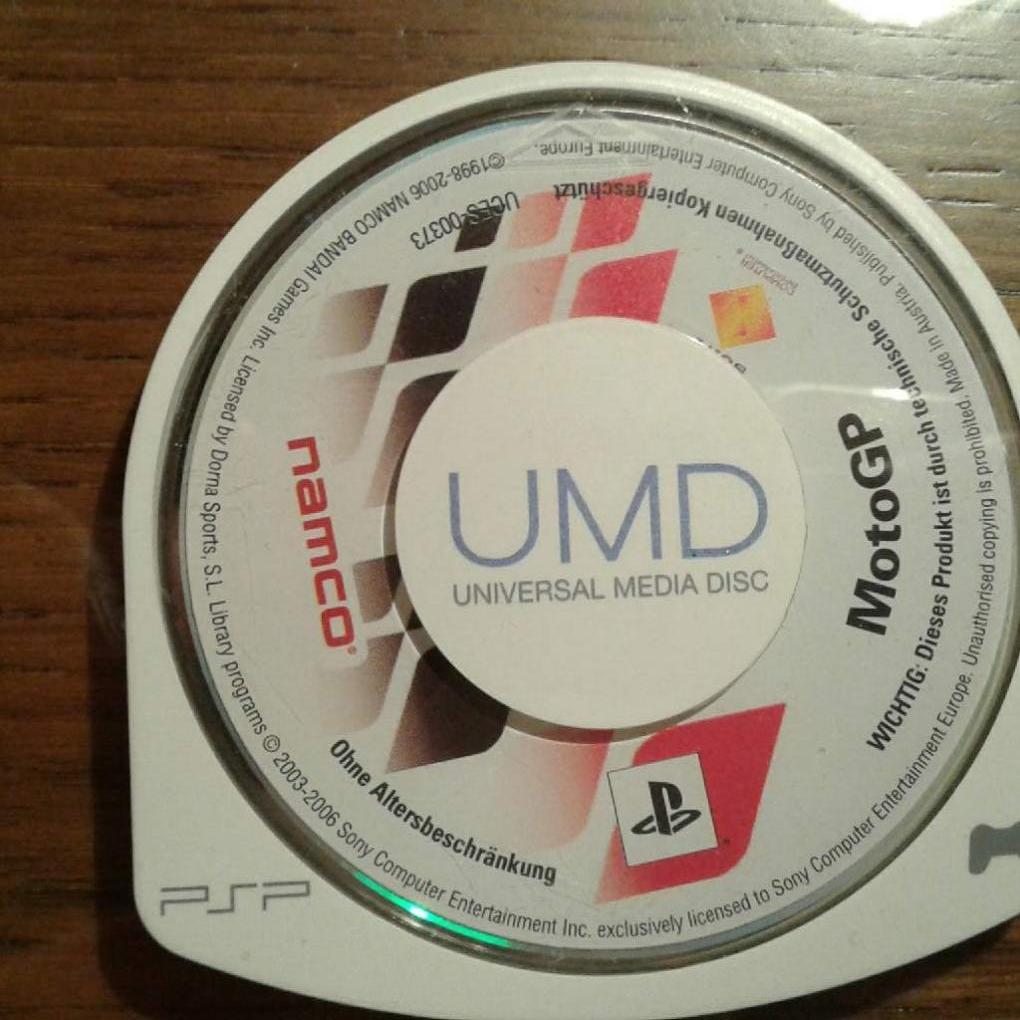 UMD
UNIVERSAL MEDIA DISC
namco
MotoGP
WICHTIG: Dieses Produkt ist durch technische Schutzmaßnahmen Kopiergeschützt
UCES-00373
Ohne Altersbeschränkung
©1998-2006 NAMCO BANDAI Games Inc. Licensed by Dorna Sports, S.L. Library programs © 2003-2006 Sony Computer Entertainment Inc. exclusively licensed to Sony Computer Entertainment Europe. Unauthorised copying is prohibited. Made in Austria. Published by Sony Computer Entertainment Europe.
PSP